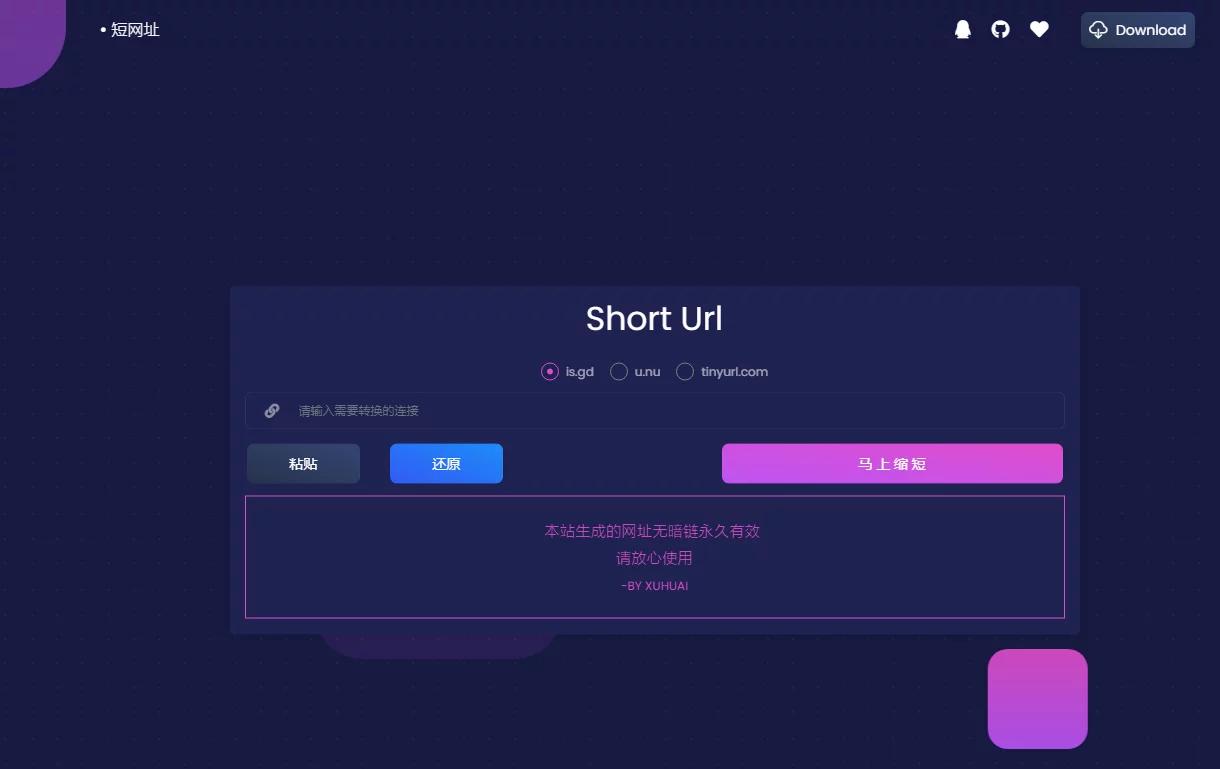 • 短网址
Download
Short Url
is.gd u.nu tinyurl.com
请输入需要转换的连接
粘贴 还原 马上缩短
本站生成的网址无暗链永久有效
请放心使用
-BY XUHUAI